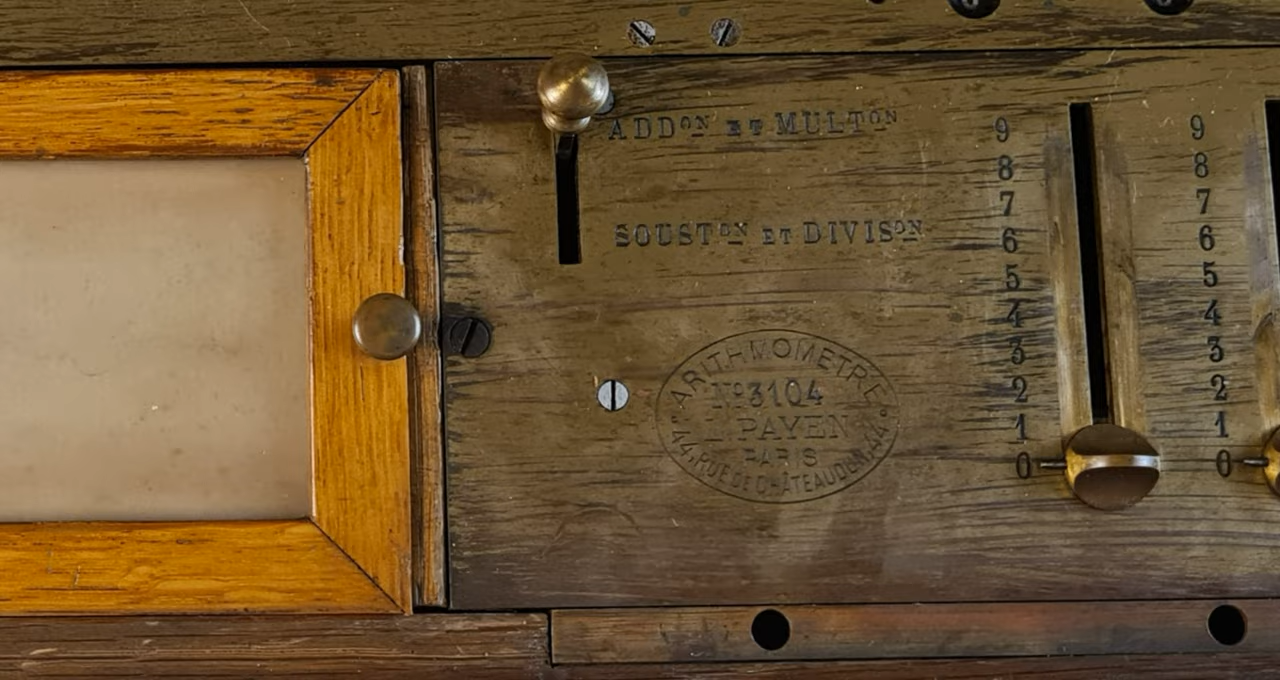 ADDON ET MULTON
SOUSTON ET DIVISON
ARITHMOMETRE
No 3104
L. PAYEN
PARIS
44, RUE DE CHÂTEAUDUN, 44
9 9
8 8
7 7
6 6
5 5
4 4
3 3
2 2
1 1
0 0